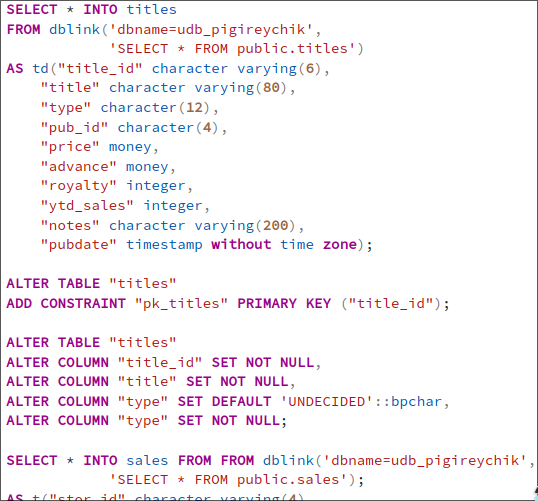 SELECT * INTO titles
FROM dblink('dbname=udb_pigireychik',
'SELECT * FROM public.titles')
AS td("title_id" character varying(6),
"title" character varying(80),
"type" character(12),
"pub_id" character(4),
"price" money,
"advance" money,
"royalty" integer,
"ytd_sales" integer,
"notes" character varying(200),
"pubdate" timestamp without time zone);
ALTER TABLE "titles"
ADD CONSTRAINT "pk_titles" PRIMARY KEY ("title_id");
ALTER TABLE "titles"
ALTER COLUMN "title_id" SET NOT NULL,
ALTER COLUMN "title" SET NOT NULL,
ALTER COLUMN "type" SET DEFAULT 'UNDECIDED'::bpchar,
ALTER COLUMN "type" SET NOT NULL;
SELECT * INTO sales FROM FROM dblink('dbname=udb_pigireychik',
'SELECT * FROM public.sales');
AS t("stor_id" character varying(4)